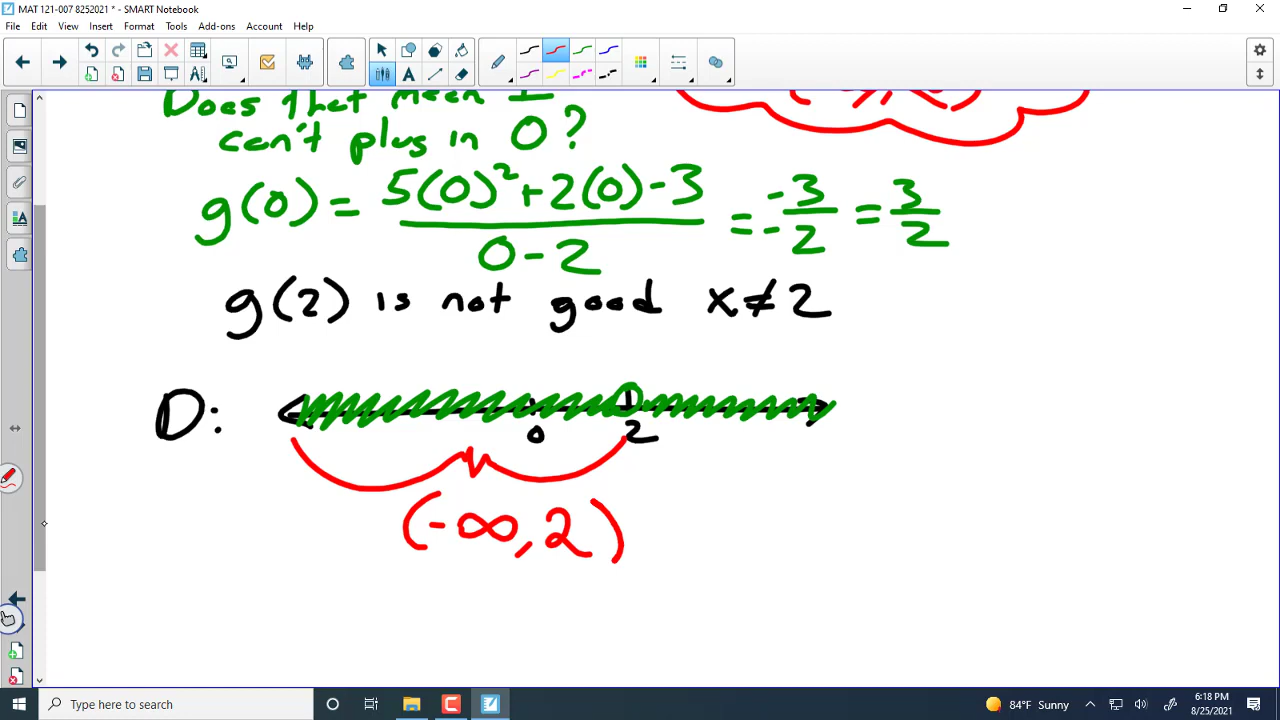 MAT 121-007 8252021 * - SMART Notebook
File Edit View Insert Format Tools Add-ons Account Help
Does that mean I
can't plug in 0?
g(0) = 5(0)²+2(0)-3 / 0-2 = -3/-2 = 3/2
g(2) is not good x≠2
D:
0 2
(-∞,2)
Type here to search
84°F Sunny
6:18 PM
8/25/2021